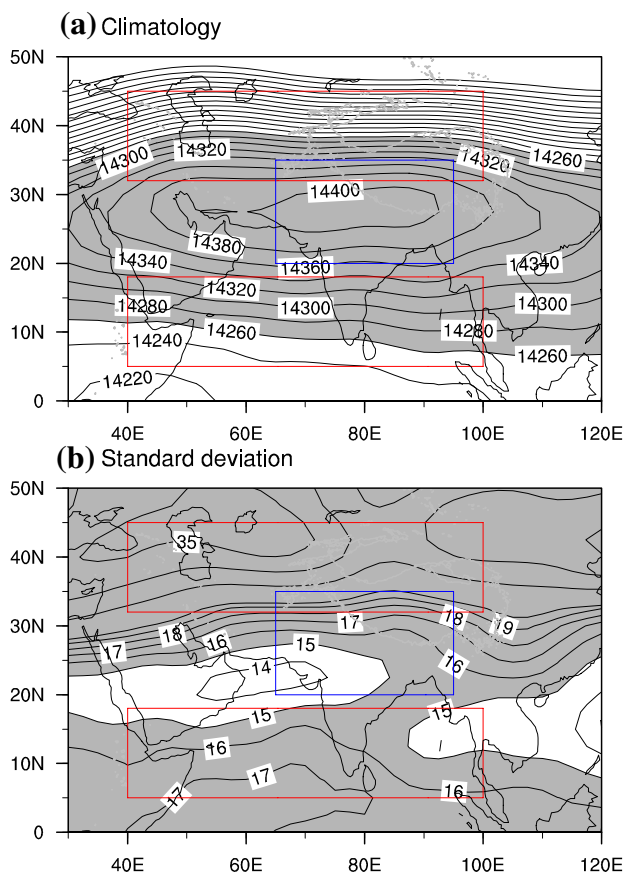 (a) Climatology
50N
40N
14300 14320 14320 14260
30N
14400
14380
14340 14340
20N
14360
14320
14280 14300 14300
10N
14240 14260 14280
14260
14220
0
40E 60E 80E 100E 120E
(b) Standard deviation
50N
40N
35
30N
17 18 16 17 18 19
15 16
14
20N
15 15
16
10N
17 17 16
0
40E 60E 80E 100E 120E